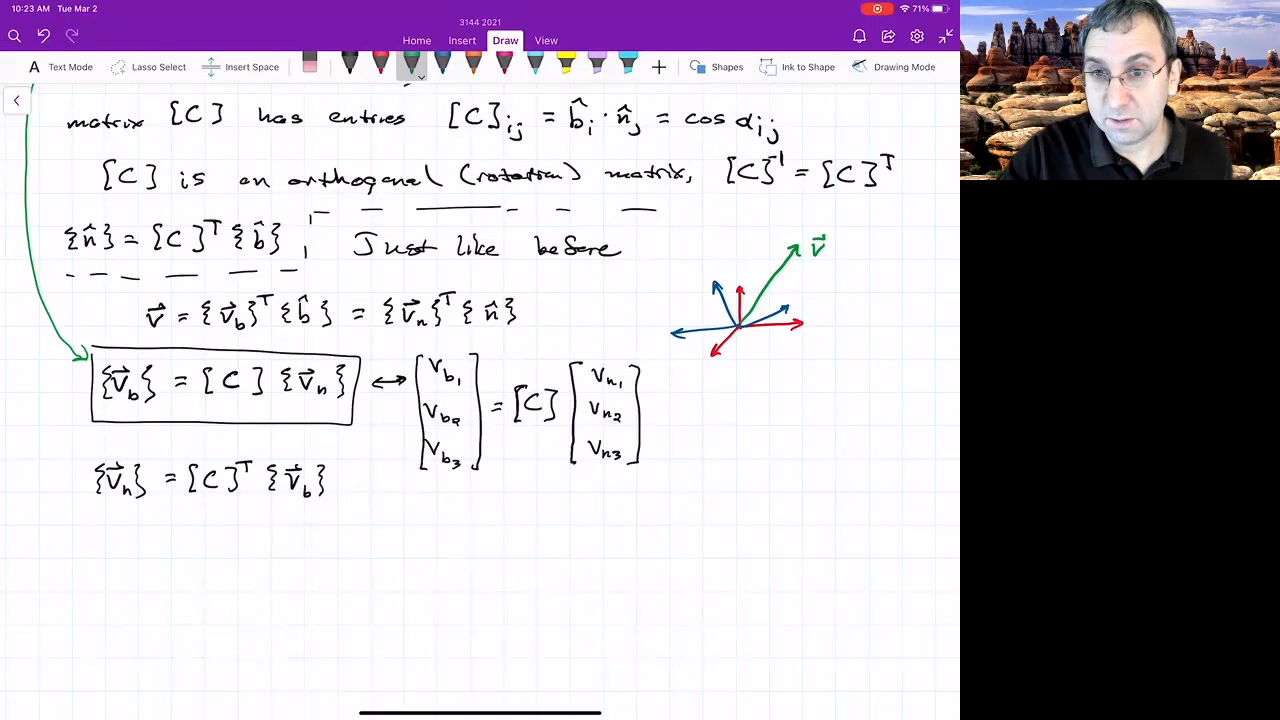 10:23 AM Tue Mar 2
71%
3144 2021
Home Insert Draw View
A Text Mode Lasso Select Insert Space Shapes Ink to Shape Drawing Mode
matrix [C] has entries [C]ij = b̂i · n̂j = cos αij
[C] is an orthogonal (rotation) matrix, [C]⁻¹ = [C]ᵀ
{n̂} = [C]ᵀ {b̂} Just like before
v⃗
v⃗ = {v⃗b}ᵀ {b̂} = {v⃗n}ᵀ {n̂}
{v⃗b} = [C] {v⃗n} ↔ [vb1 vb2 vb3] = [C] [vn1 vn2 vn3]
{v⃗n} = [C]ᵀ {v⃗b}